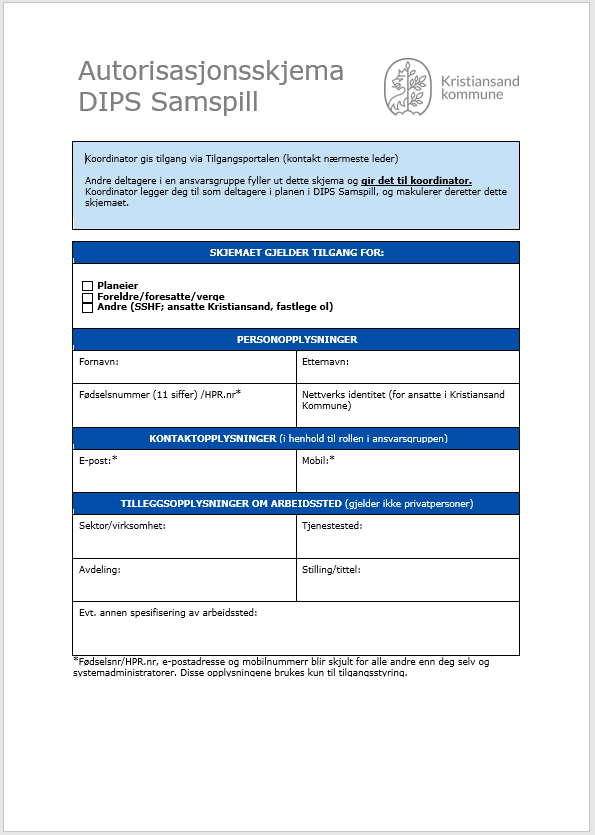 Autorisasjonsskjema
DIPS Samspill
Kristiansand
kommune
Koordinator gis tilgang via Tilgangsportalen (kontakt nærmeste leder)
Andre deltagere i en ansvarsgruppe fyller ut dette skjema og gir det til koordinator.
Koordinator legger deg til som deltagere i planen i DIPS Samspill, og makulerer deretter dette
skjemaet.
SKJEMAET GJELDER TILGANG FOR:
Planeier
Foreldre/foresatte/verge
Andre (SSHF; ansatte Kristiansand, fastlege ol)
PERSONOPPLYSNINGER
Fornavn:
Etternavn:
Fødselsnummer (11 siffer) /HPR.nr*
Nettverks identitet (for ansatte i Kristiansand
Kommune)
KONTAKTOPPLYSNINGER (i henhold til rollen i ansvarsgruppen)
E-post:*
Mobil:*
TILLEGGSOPPLYSNINGER OM ARBEIDSSTED (gjelder ikke privatpersoner)
Sektor/virksomhet:
Tjenestested:
Avdeling:
Stilling/tittel:
Evt. annen spesifisering av arbeidssted:
*Fødselsnr/HPR.nr, e-postadresse og mobilnummerr blir skjult for alle andre enn deg selv og
systemadministratorer. Disse opplysningene brukes kun til tilgangsstyring.